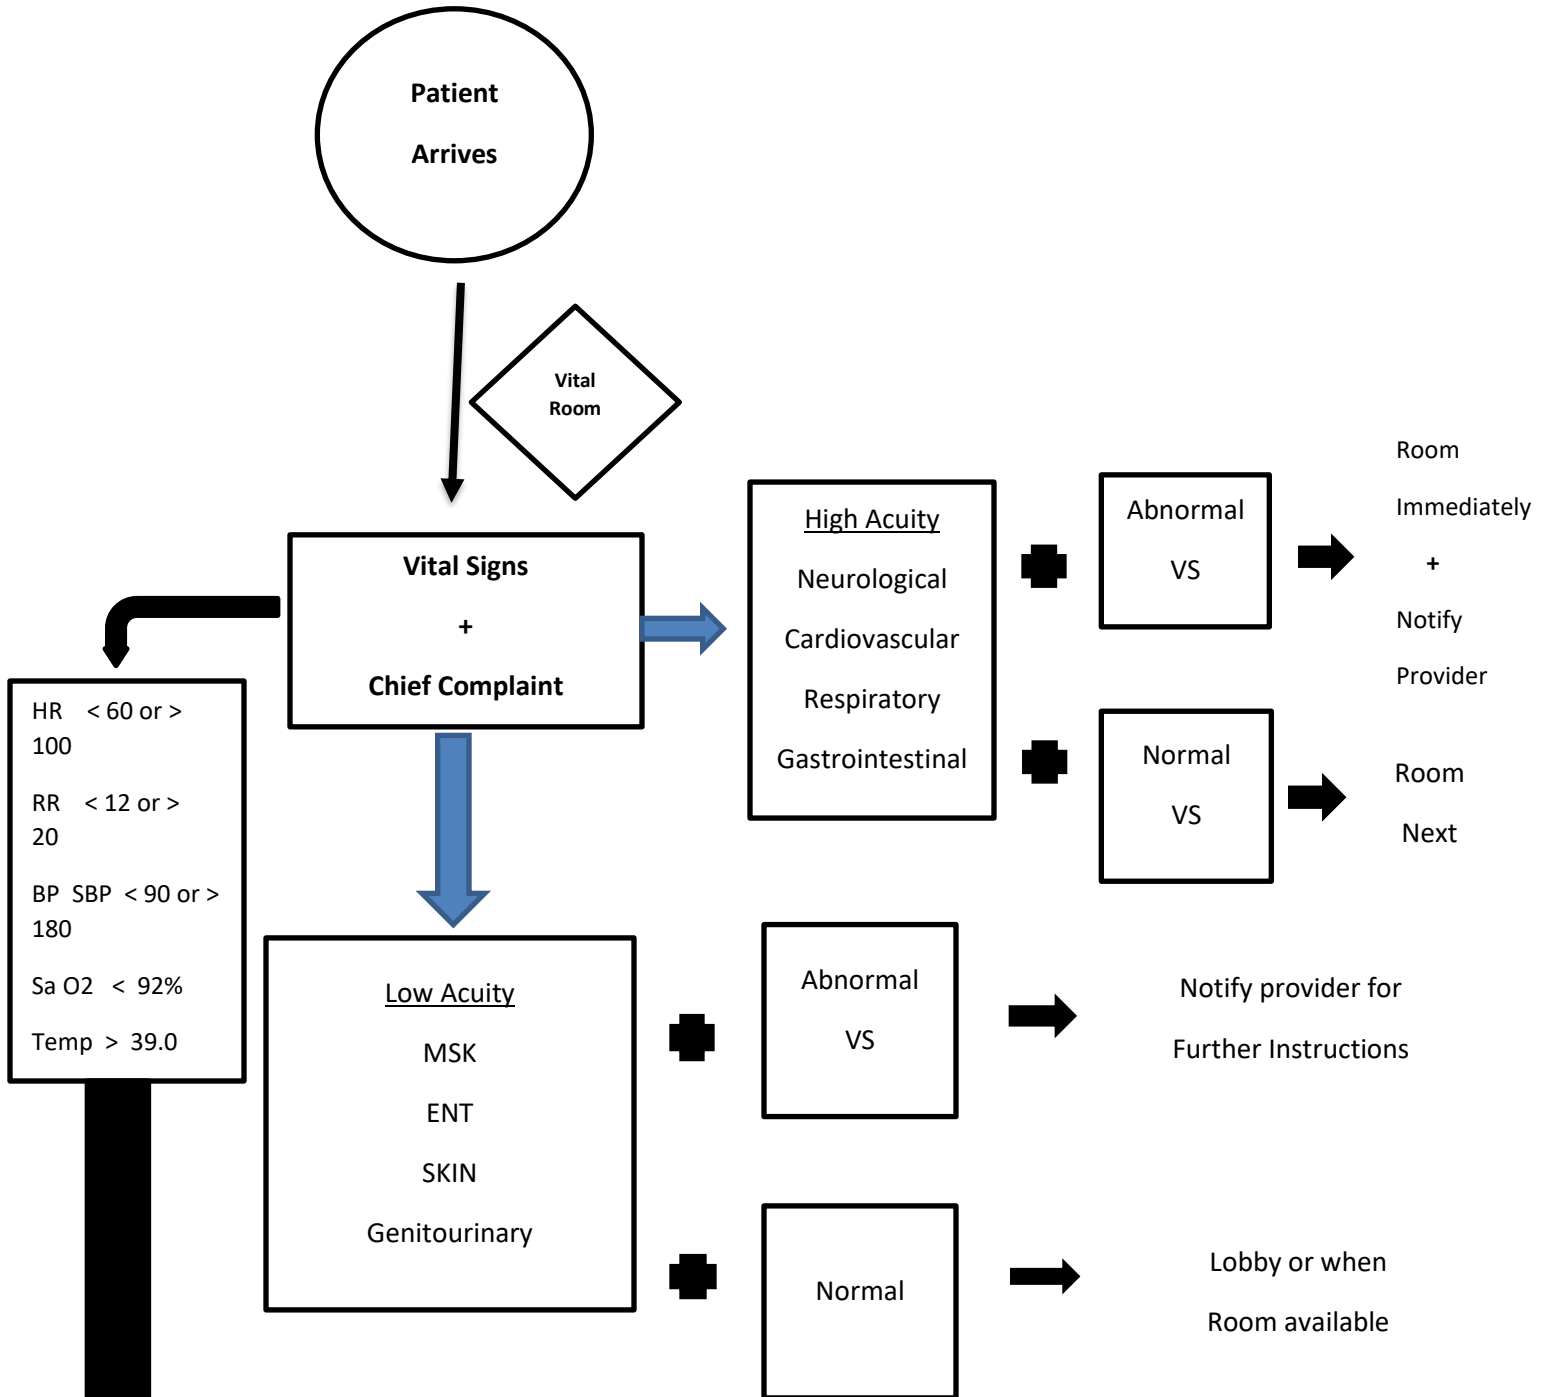 Patient
Arrives
Vital
Room
Vital Signs
+
Chief Complaint
HR < 60 or >
100
RR < 12 or >
20
BP SBP < 90 or >
180
Sa O2 < 92%
Temp > 39.0
High Acuity
Neurological
Cardiovascular
Respiratory
Gastrointestinal
Abnormal
VS
Room
Immediately
+
Notify
Provider
Normal
VS
Room
Next
Low Acuity
MSK
ENT
SKIN
Genitourinary
Abnormal
VS
Notify provider for
Further Instructions
Normal
Lobby or when
Room available